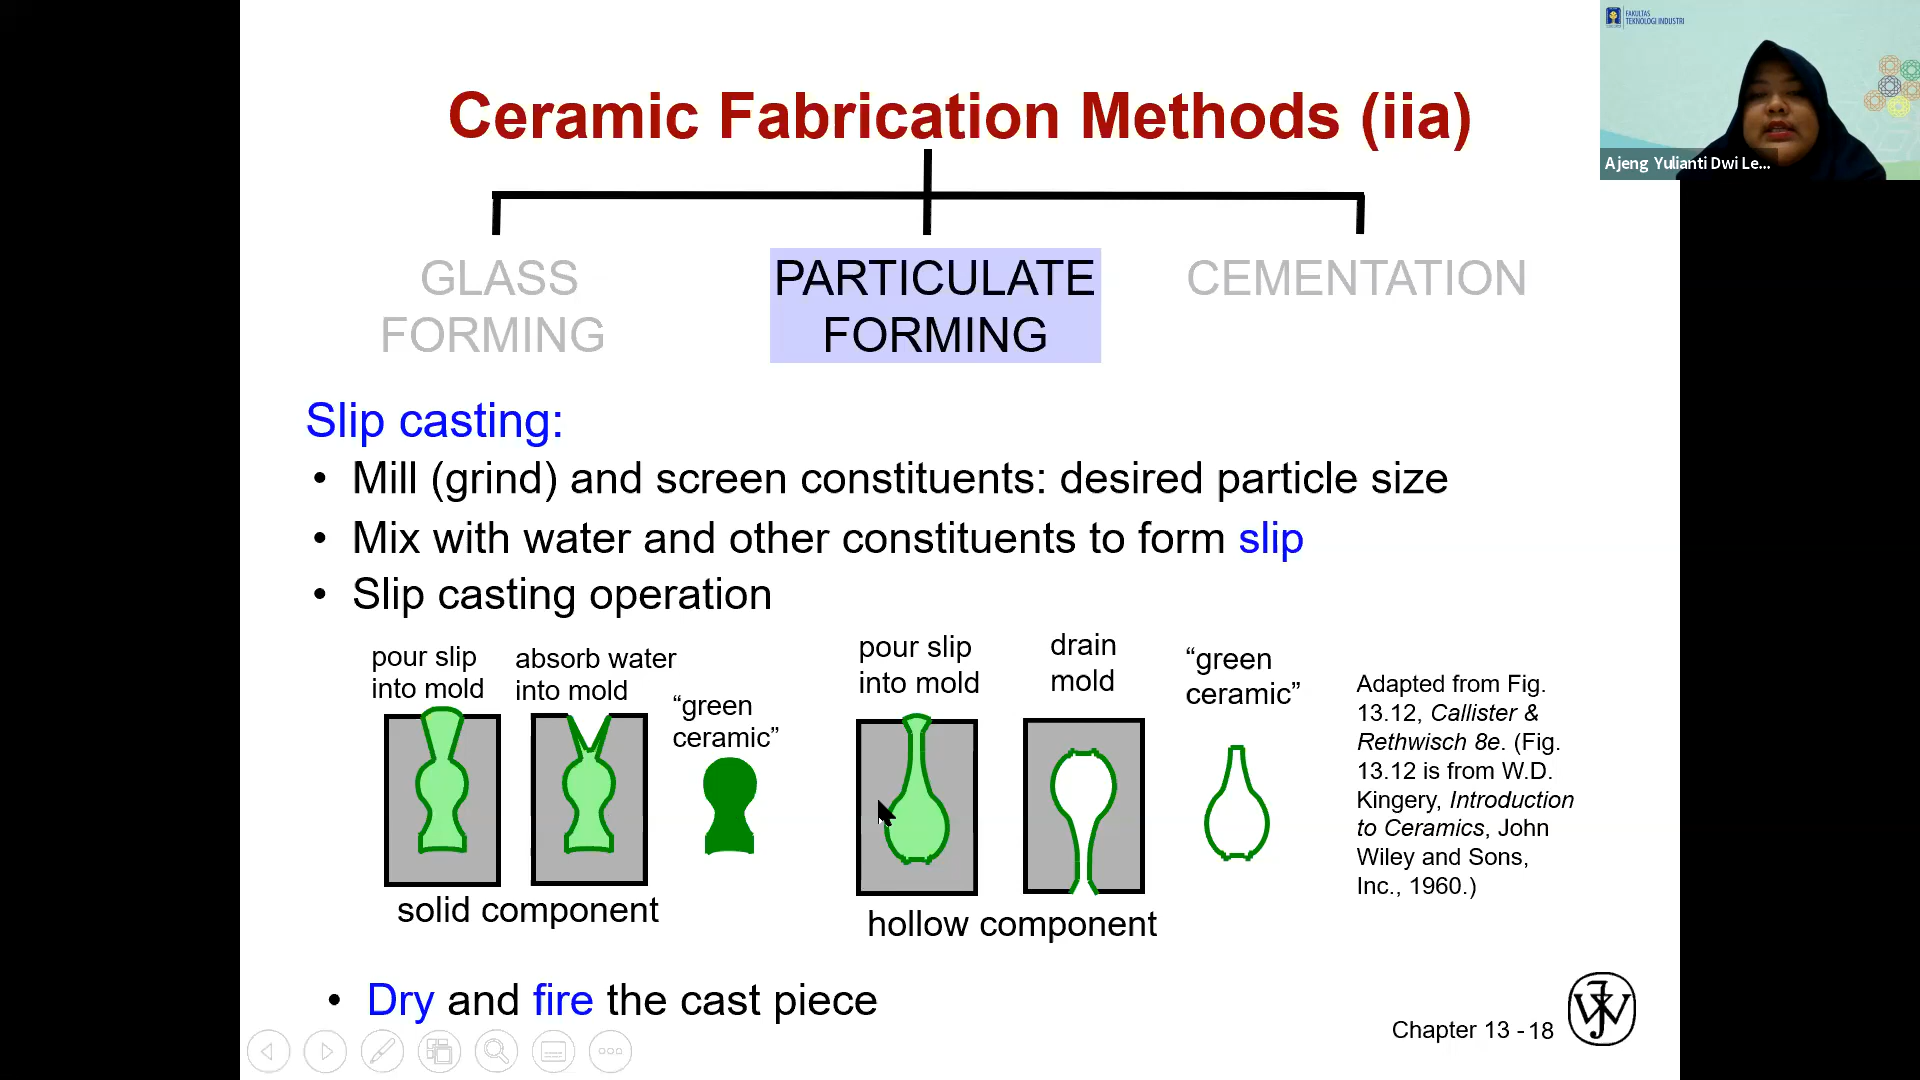 FAKULTAS
TEKNOLOGI INDUSTRI
Ajeng Yulianti Dwi Le...
Ceramic Fabrication Methods (iia)
GLASS
FORMING
PARTICULATE
FORMING
CEMENTATION
Slip casting:
• Mill (grind) and screen constituents: desired particle size
• Mix with water and other constituents to form slip
• Slip casting operation
pour slip
into mold
absorb water
into mold
“green
ceramic”
solid component
pour slip
into mold
drain
mold
“green
ceramic”
hollow component
Adapted from Fig.
13.12, Callister &
Rethwisch 8e. (Fig.
13.12 is from W.D.
Kingery, Introduction
to Ceramics, John
Wiley and Sons,
Inc., 1960.)
• Dry and fire the cast piece
Chapter 13 - 18
JW